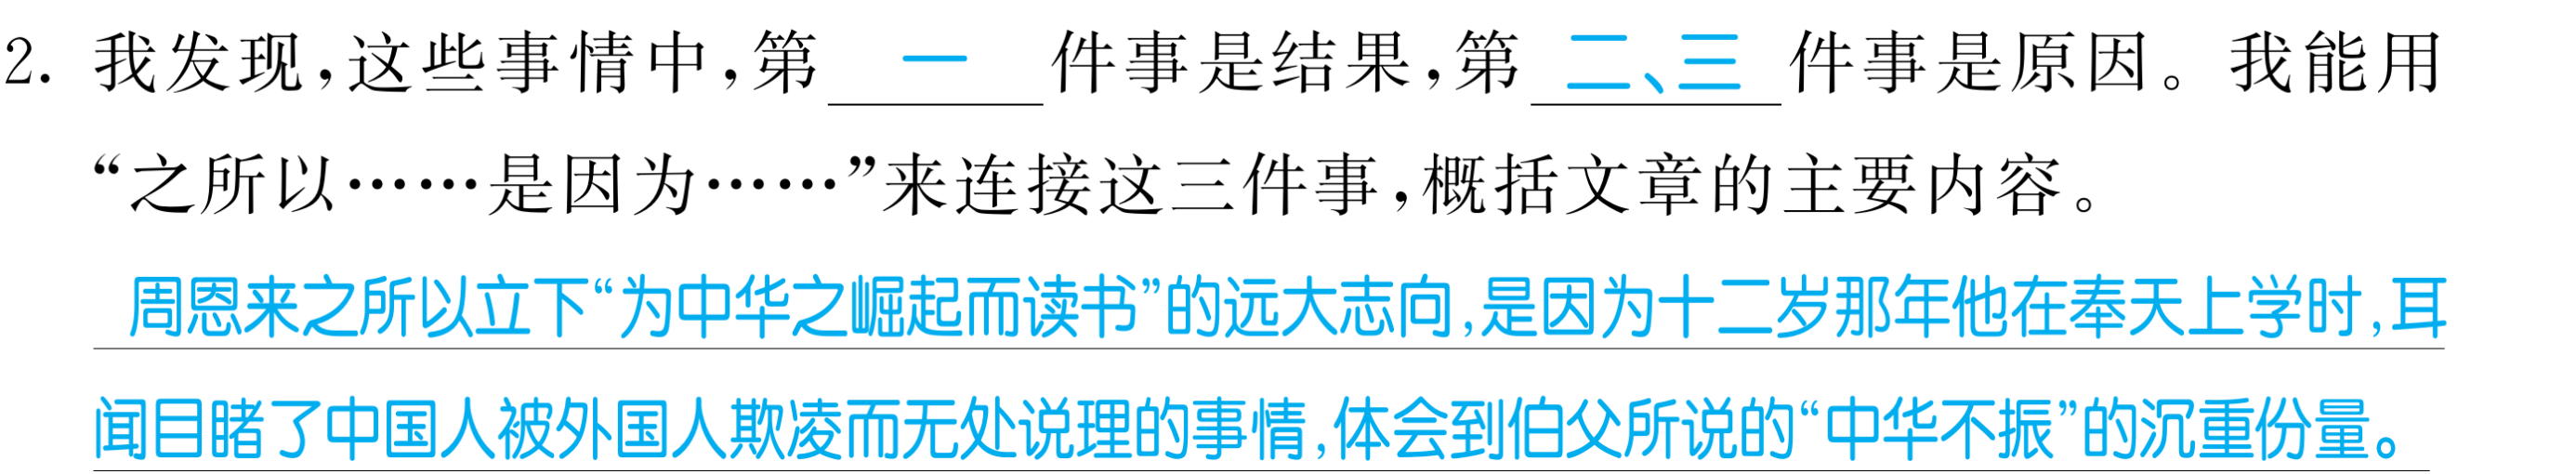 2. 我发现,这些事情中,第 一 件事是结果,第 二、三 件事是原因。我能用
“之所以……是因为……”来连接这三件事,概括文章的主要内容。
周恩来之所以立下“为中华之崛起而读书”的远大志向,是因为十二岁那年他在奉天上学时,耳
闻目睹了中国人被外国人欺凌而无处说理的事情,体会到伯父所说的“中华不振”的沉重份量。